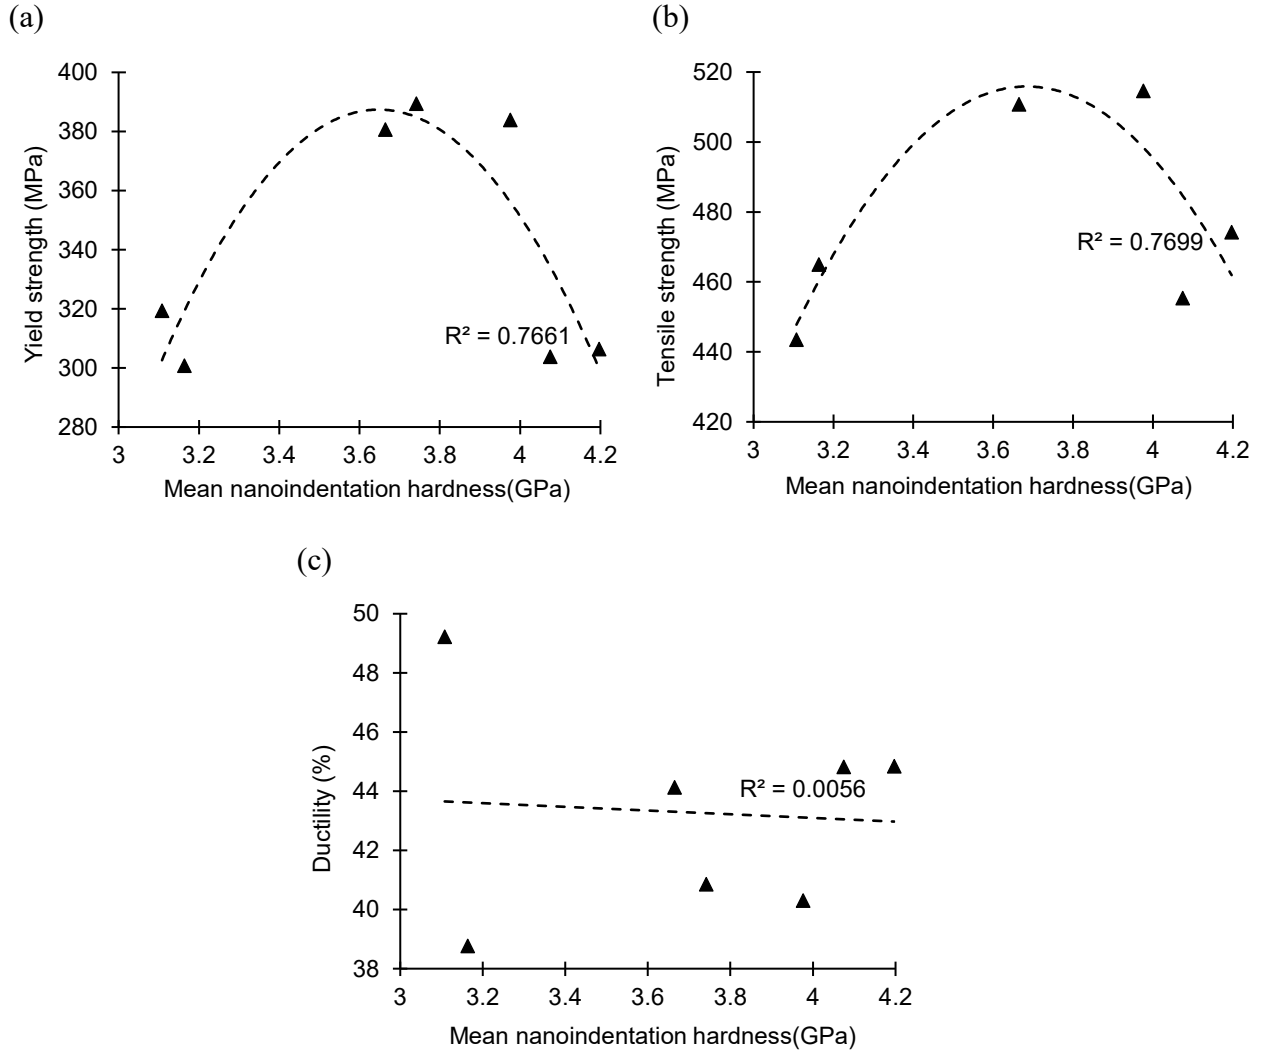 (a)
400
380
360
340
320
300
280
Yield strength (MPa)
R² = 0.7661
3 3.2 3.4 3.6 3.8 4 4.2
Mean nanoindentation hardness(GPa)
(b)
520
500
480
460
440
420
Tensile strength (MPa)
R² = 0.7699
3 3.2 3.4 3.6 3.8 4 4.2
Mean nanoindentation hardness(GPa)
(c)
50
48
46
44
42
40
38
Ductility (%)
R² = 0.0056
3 3.2 3.4 3.6 3.8 4 4.2
Mean nanoindentation hardness(GPa)